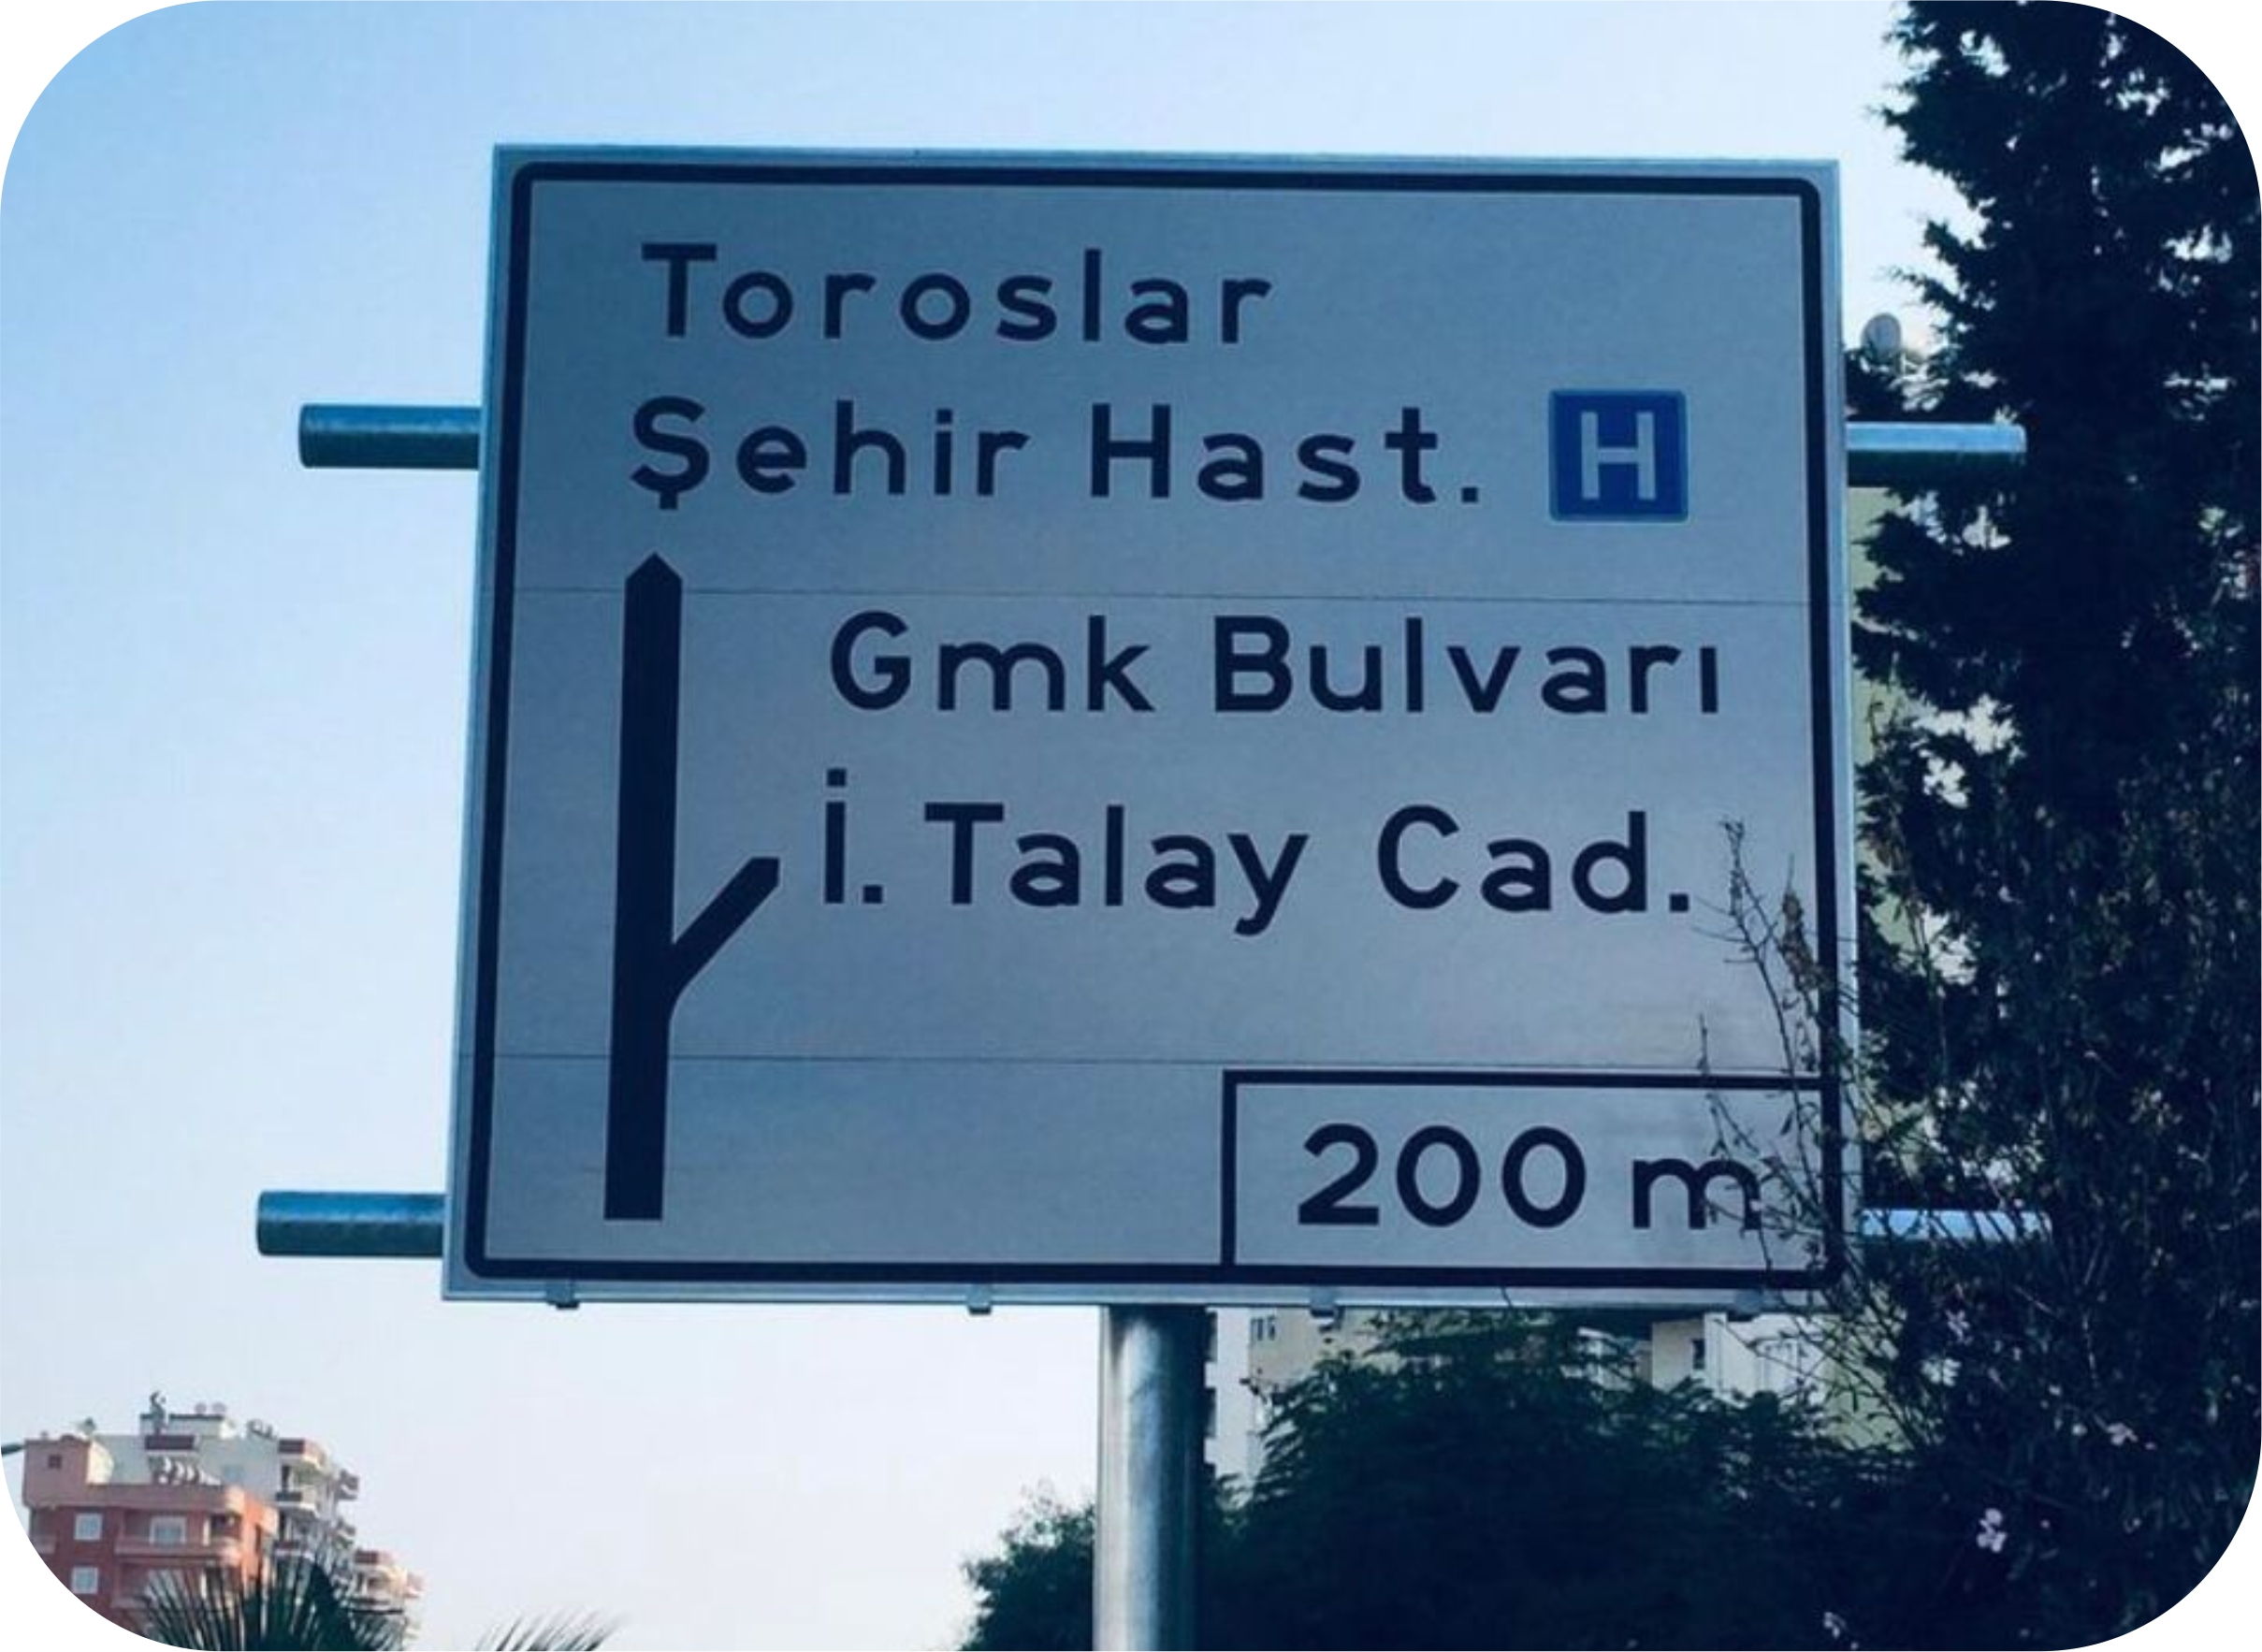 Toroslar
Şehir Hast. H
Gmk Bulvarı
İ. Talay Cad.
200 m